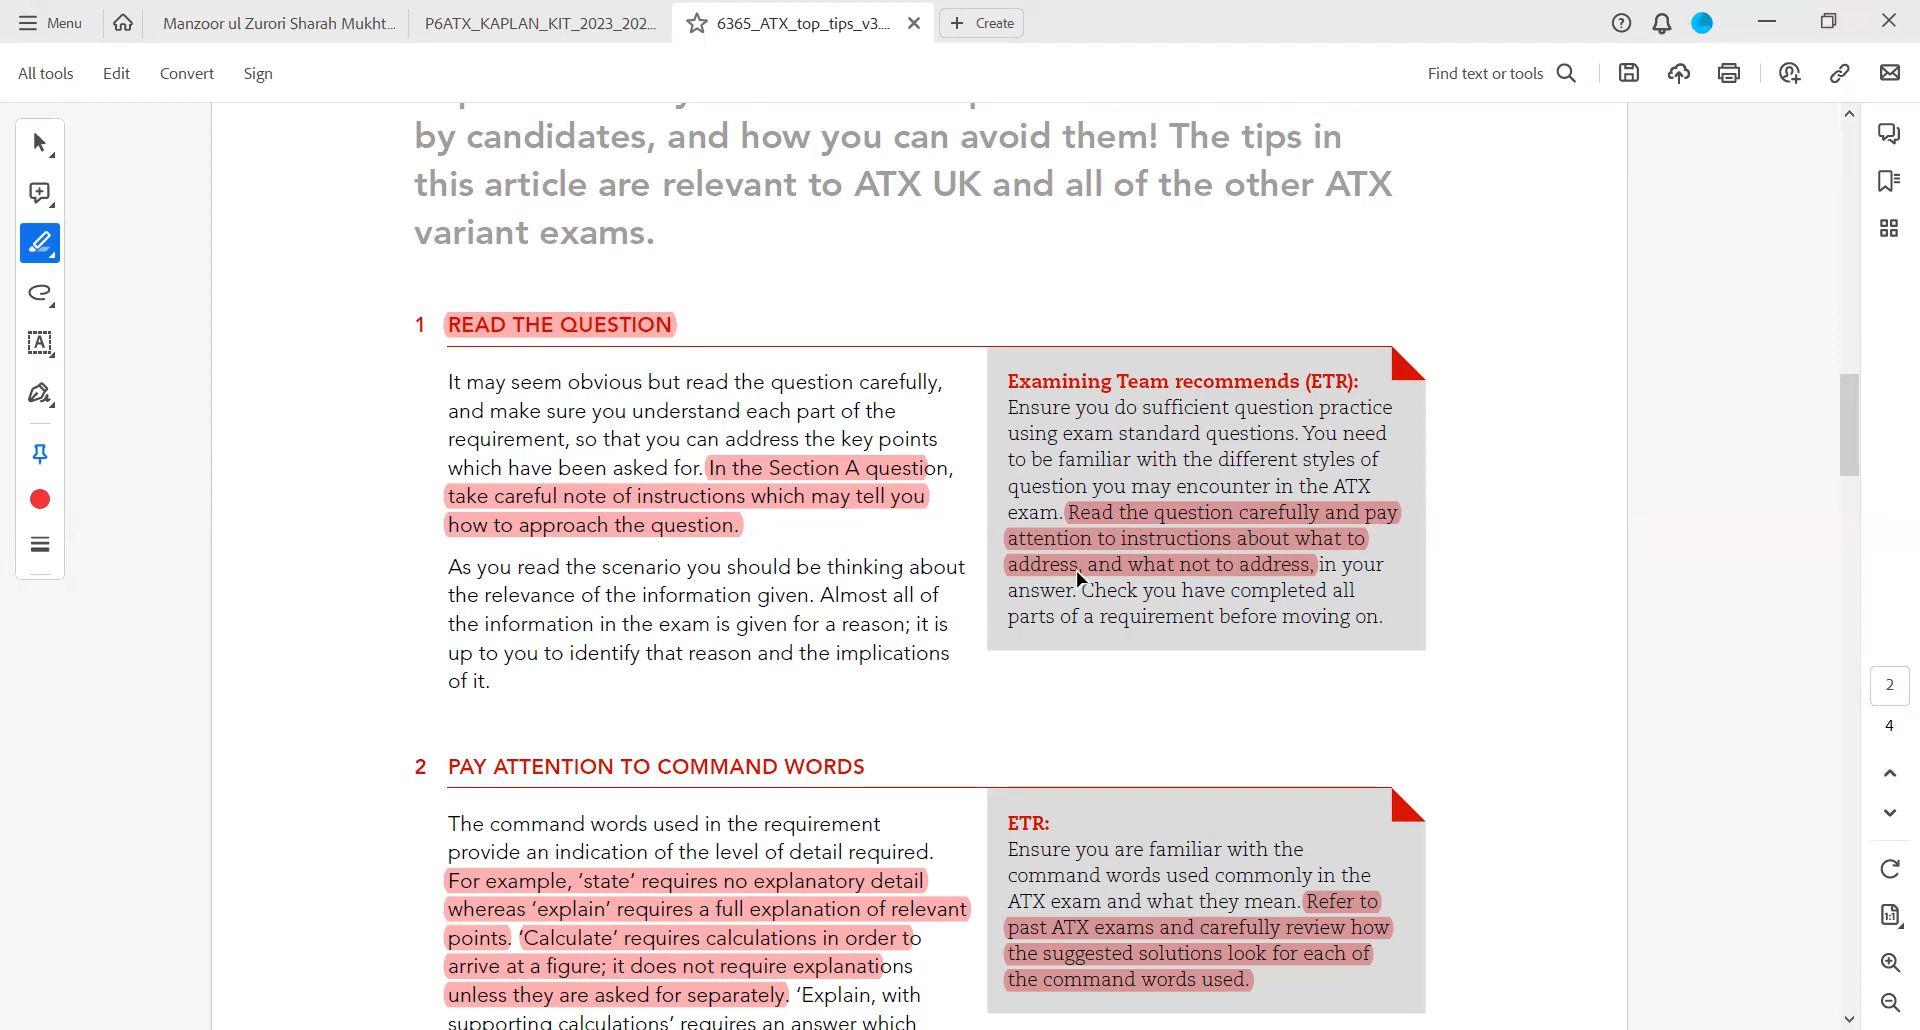 Menu
Manzoor ul Zurori Sharah Mukht...
P6ATX_KAPLAN_KIT_2023_202...
6365_ATX_top_tips_v3....
Create
All tools
Edit
Convert
Sign
Find text or tools
by candidates, and how you can avoid them! The tips in
this article are relevant to ATX UK and all of the other ATX
variant exams.
1 READ THE QUESTION
It may seem obvious but read the question carefully,
and make sure you understand each part of the
requirement, so that you can address the key points
which have been asked for. In the Section A question,
take careful note of instructions which may tell you
how to approach the question.
As you read the scenario you should be thinking about
the relevance of the information given. Almost all of
the information in the exam is given for a reason; it is
up to you to identify that reason and the implications
of it.
Examining Team recommends (ETR):
Ensure you do sufficient question practice
using exam standard questions. You need
to be familiar with the different styles of
question you may encounter in the ATX
exam. Read the question carefully and pay
attention to instructions about what to
address, and what not to address, in your
answer. Check you have completed all
parts of a requirement before moving on.
2 PAY ATTENTION TO COMMAND WORDS
The command words used in the requirement
provide an indication of the level of detail required.
For example, ‘state’ requires no explanatory detail
whereas ‘explain’ requires a full explanation of relevant
points. ‘Calculate’ requires calculations in order to
arrive at a figure; it does not require explanations
unless they are asked for separately. ‘Explain, with
supporting calculations’ requires an answer which
ETR:
Ensure you are familiar with the
command words used commonly in the
ATX exam and what they mean. Refer to
past ATX exams and carefully review how
the suggested solutions look for each of
the command words used.
2
4